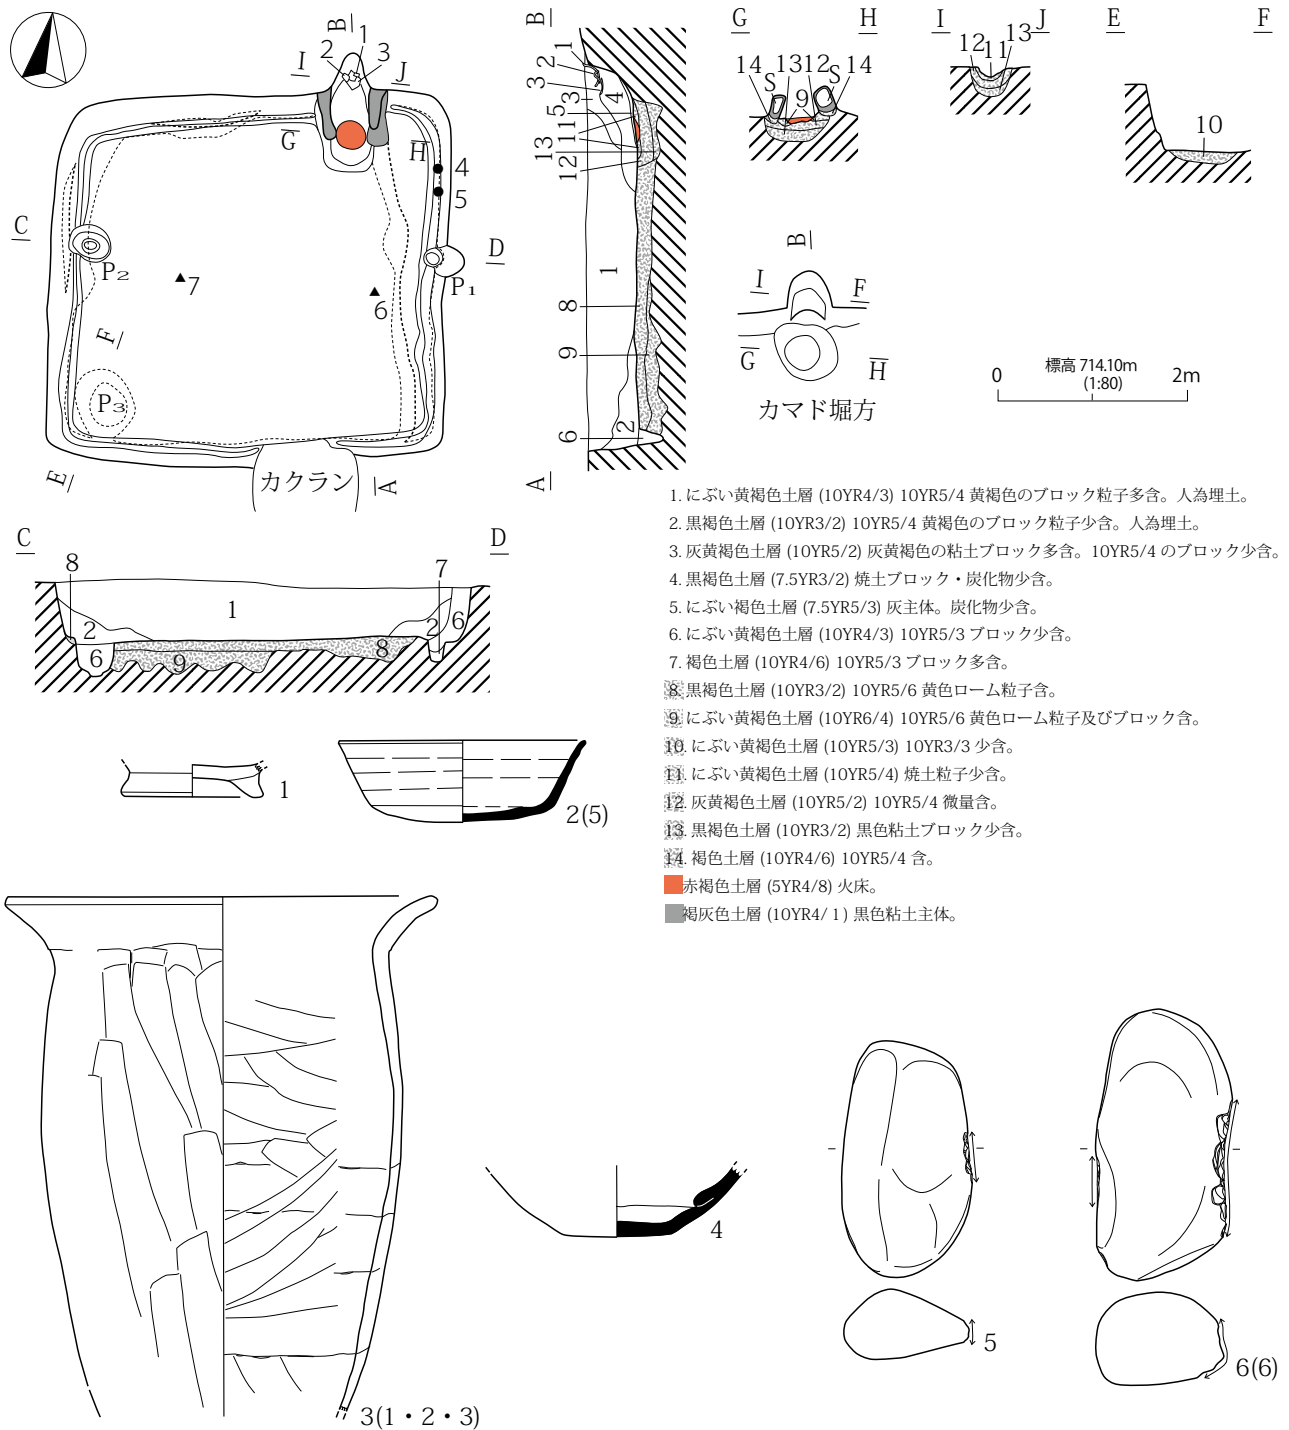 B
1
2
3
I
J
G
H
4
5
C
D
P2
P1
7
6
F
P3
E
カクラン
A
B
1
2
3
3
4
5
11
13
12
1
8
9
2
6
A
G
H
14
S
13
12
S
14
9
I
J
12
11
13
E
F
10
B
I
F
G
H
カマド堀方
標高 714.10m
0
(1:80)
2m
1. にぶい黄褐色土層 (10YR4/3) 10YR5/4 黄褐色のブロック粒子多含。人為埋土。
2. 黒褐色土層 (10YR3/2) 10YR5/4 黄褐色のブロック粒子少含。人為埋土。
3. 灰黄褐色土層 (10YR5/2) 灰黄褐色の粘土ブロック多含。10YR5/4 のブロック少含。
4. 黒褐色土層 (7.5YR3/2) 焼土ブロック・炭化物少含。
5. にぶい褐色土層 (7.5YR5/3) 灰主体。炭化物少含。
6. にぶい黄褐色土層 (10YR4/3) 10YR5/3 ブロック少含。
7. 褐色土層 (10YR4/6) 10YR5/3 ブロック多含。
8. 黒褐色土層 (10YR3/2) 10YR5/6 黄色ローム粒子含。
9. にぶい黄褐色土層 (10YR6/4) 10YR5/6 黄色ローム粒子及びブロック含。
10. にぶい黄褐色土層 (10YR5/3) 10YR3/3 少含。
11. にぶい黄褐色土層 (10YR5/4) 焼土粒子少含。
12. 灰黄褐色土層 (10YR5/2) 10YR5/4 微量含。
13. 黒褐色土層 (10YR3/2) 黒色粘土ブロック少含。
14. 褐色土層 (10YR4/6) 10YR5/4 含。
赤褐色土層 (5YR4/8) 火床。
褐灰色土層 (10YR4/1) 黒色粘土主体。
C
D
8
7
1
2
2
6
6
9
8
1
2(5)
3(1・2・3)
4
5
6(6)